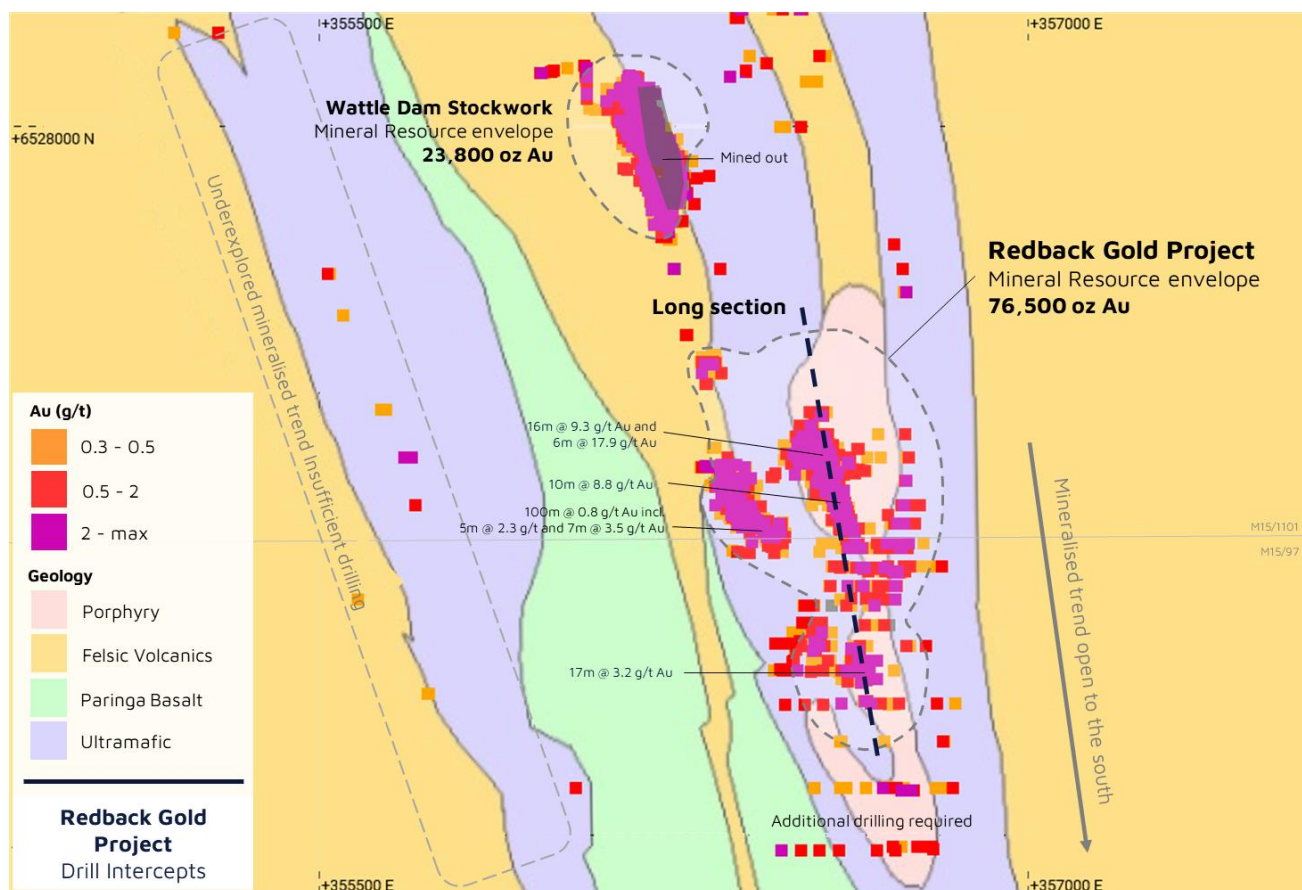 +355500 E
+357000 E
+6528000 N
Wattle Dam Stockwork
Mineral Resource envelope
23,800 oz Au
Mined out
Underexplored mineralised trend Insufficient drilling
Redback Gold Project
Mineral Resource envelope
76,500 oz Au
Long section
16m @ 9.3 g/t Au and
6m @ 17.9 g/t Au
10m @ 8.8 g/t Au
100m @ 0.8 g/t Au incl
5m @ 2.3 g/t and 7m @ 3.5 g/t Au
M15/1101
M15/97
Mineralised trend open to the south
17m @ 3.2 g/t Au
Additional drilling required
Au (g/t)
0.3 - 0.5
0.5 - 2
2 - max
Geology
Porphyry
Felsic Volcanics
Paringa Basalt
Ultramafic
Redback Gold
Project
Drill Intercepts
+355500 E
+357000 E